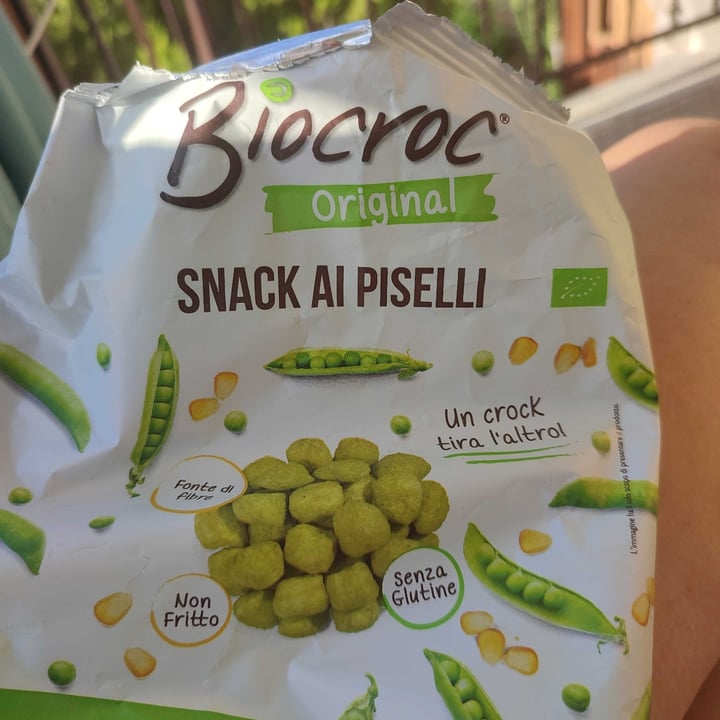 Biocroc®
Original
SNACK AI PISELLI
Un crock
tira l'altro!
Fonte di
fibre
Senza
Glutine
Non
Fritto
L'immagine ha il solo scopo di presentare il prodotto.